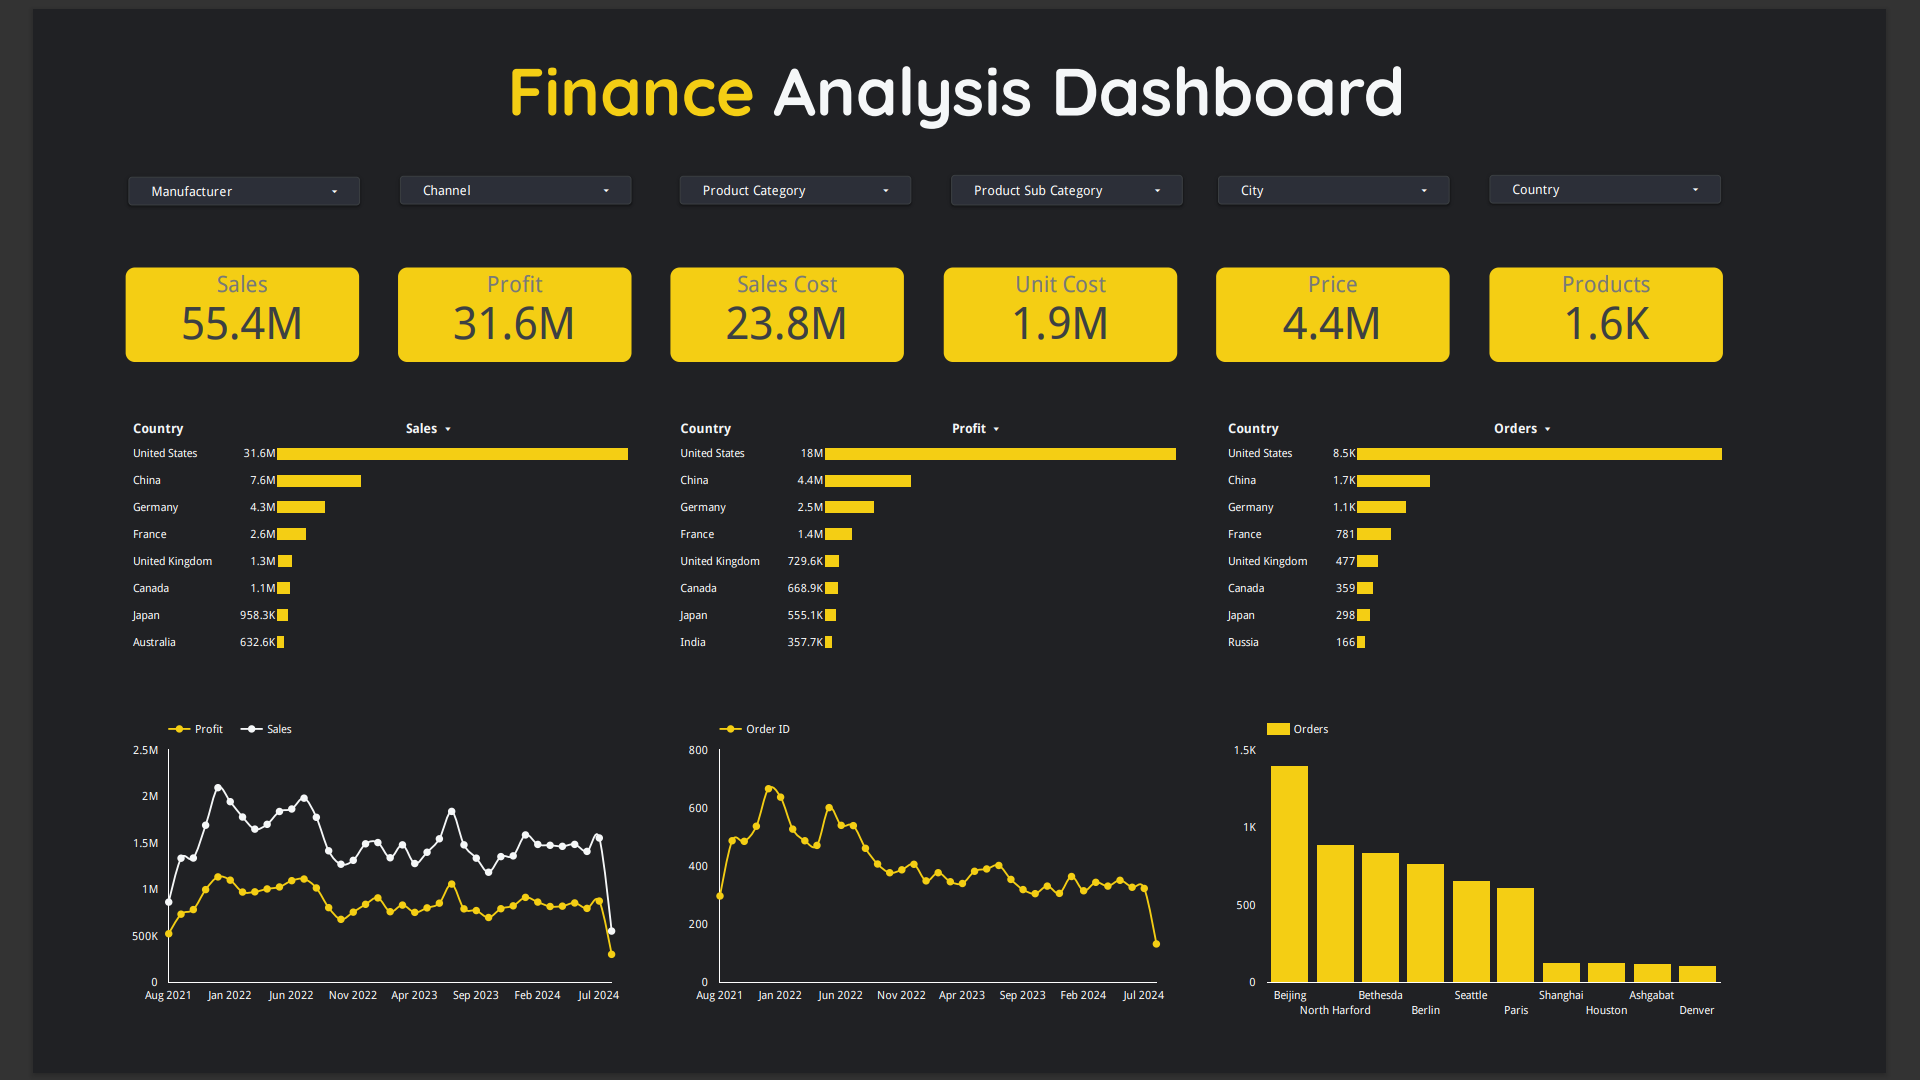 Finance Analysis Dashboard
Manufacturer
Channel
Product Category
Product Sub Category
City
Country
Sales
55.4M
Profit
31.6M
Sales Cost
23.8M
Unit Cost
1.9M
Price
4.4M
Products
1.6K
Country Sales
United States 31.6M
China 7.6M
Germany 4.3M
France 2.6M
United Kingdom 1.3M
Canada 1.1M
Japan 958.3K
Australia 632.6K
Country Profit
United States 18M
China 4.4M
Germany 2.5M
France 1.4M
United Kingdom 729.6K
Canada 668.9K
Japan 555.1K
India 357.7K
Country Orders
United States 8.5K
China 1.7K
Germany 1.1K
France 781
United Kingdom 477
Canada 359
Japan 298
Russia 166
Profit Sales
2.5M
2M
1.5M
1M
500K
0
Aug 2021 Jan 2022 Jun 2022 Nov 2022 Apr 2023 Sep 2023 Feb 2024 Jul 2024
Order ID
800
600
400
200
0
Aug 2021 Jan 2022 Jun 2022 Nov 2022 Apr 2023 Sep 2023 Feb 2024 Jul 2024
Orders
1.5K
1K
500
0
Beijing Bethesda Seattle Shanghai Ashgabat
North Harford Berlin Paris Houston Denver